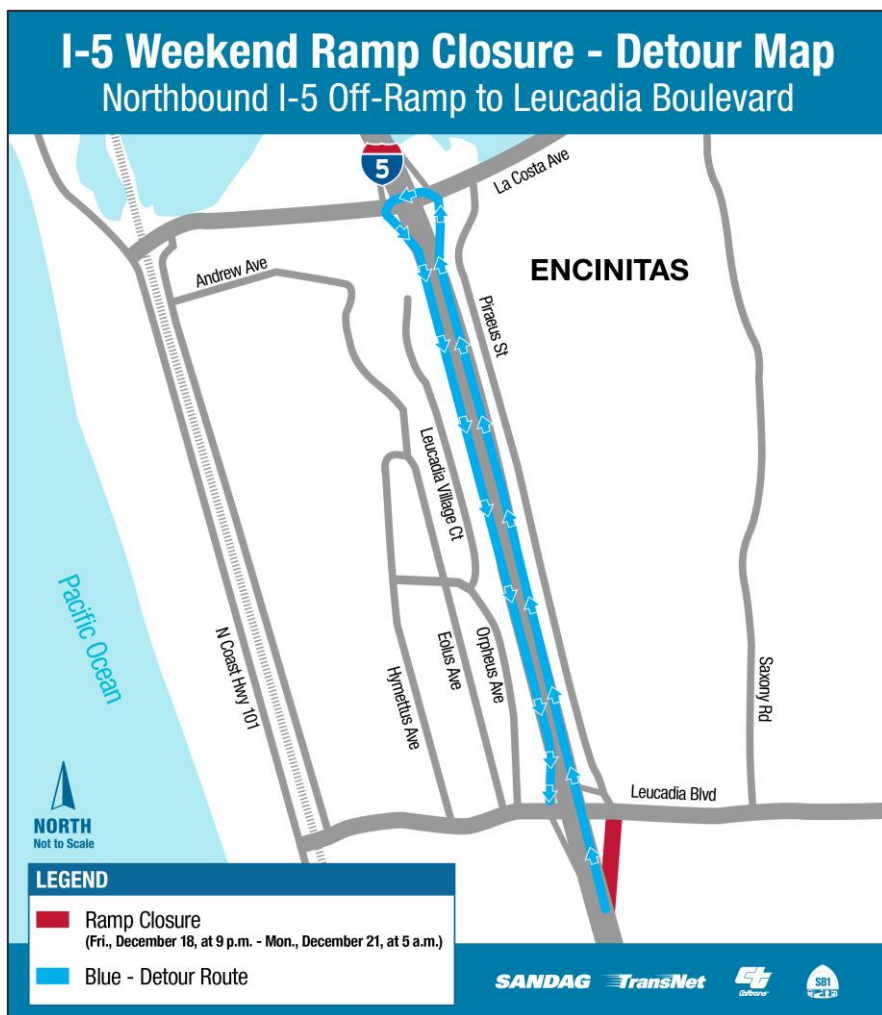 I-5 Weekend Ramp Closure - Detour Map
Northbound I-5 Off-Ramp to Leucadia Boulevard
5
La Costa Ave
ENCINITAS
Andrew Ave
Piraeus St
Leucadia Village Ct
Pacific Ocean
N Coast Hwy 101
Hymettus Ave
Eolus Ave
Orpheus Ave
Saxony Rd
Leucadia Blvd
NORTH
Not to Scale
LEGEND
Ramp Closure
(Fri., December 18, at 9 p.m. - Mon., December 21, at 5 a.m.)
Blue - Detour Route
SANDAG
TransNet
Caltrans
SB1